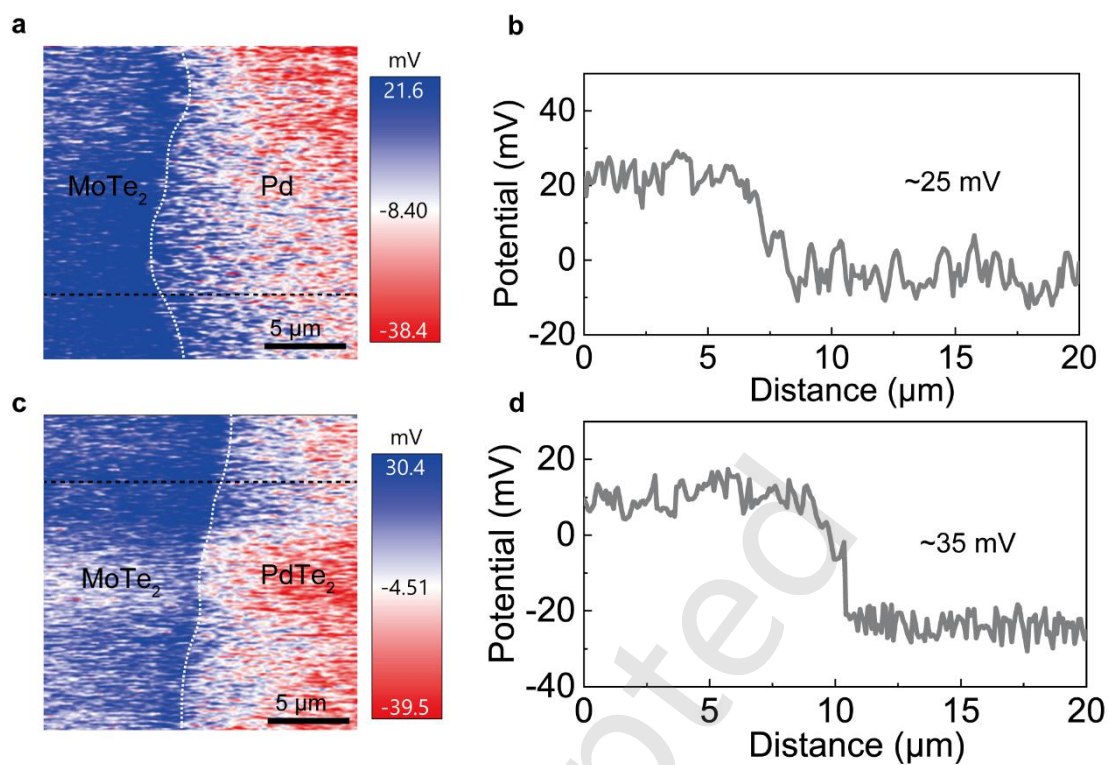 a
mV
21.6
-8.40
-38.4
MoTe2
Pd
5 μm
b
Potential (mV)
40
20
0
-20
~25 mV
0 5 10 15 20
Distance (μm)
c
mV
30.4
-4.51
-39.5
MoTe2
PdTe2
5 μm
d
Potential (mV)
20
0
-20
-40
~35 mV
0 5 10 15 20
Distance (μm)
pted